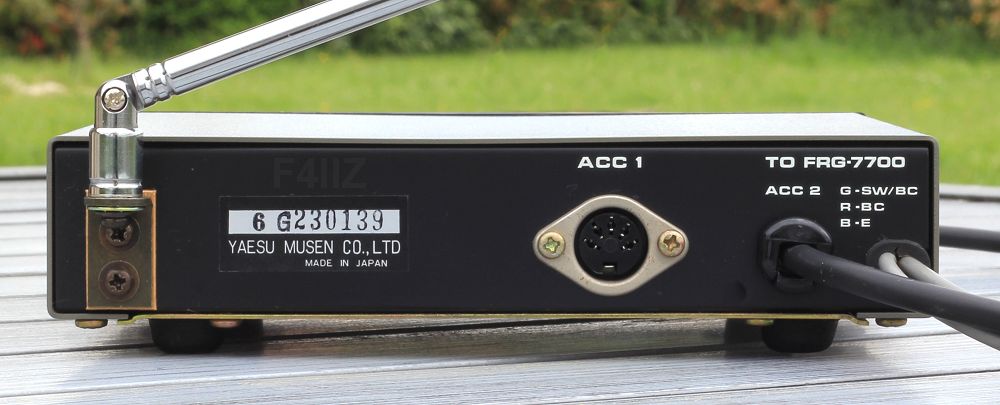 F4IIZ
6 G230139
YAESU MUSEN CO.,LTD
MADE IN JAPAN
ACC 1
TO FRG-7700
ACC 2
G-SW/BC
R-BC
B-E